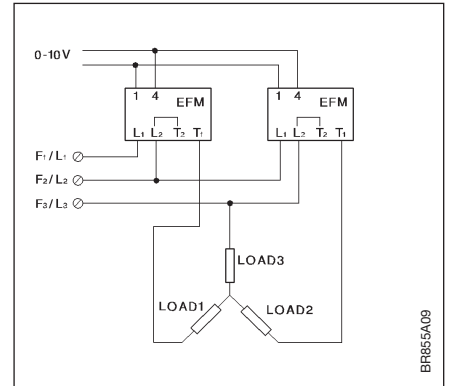 0-10V
1 4
EFM
L₁ L₂ T₂ T₁
1 4
EFM
L₁ L₂ T₂ T₁
F₁/L₁
F₂/L₂
F₃/L₃
LOAD3
LOAD1
LOAD2
BR855A09